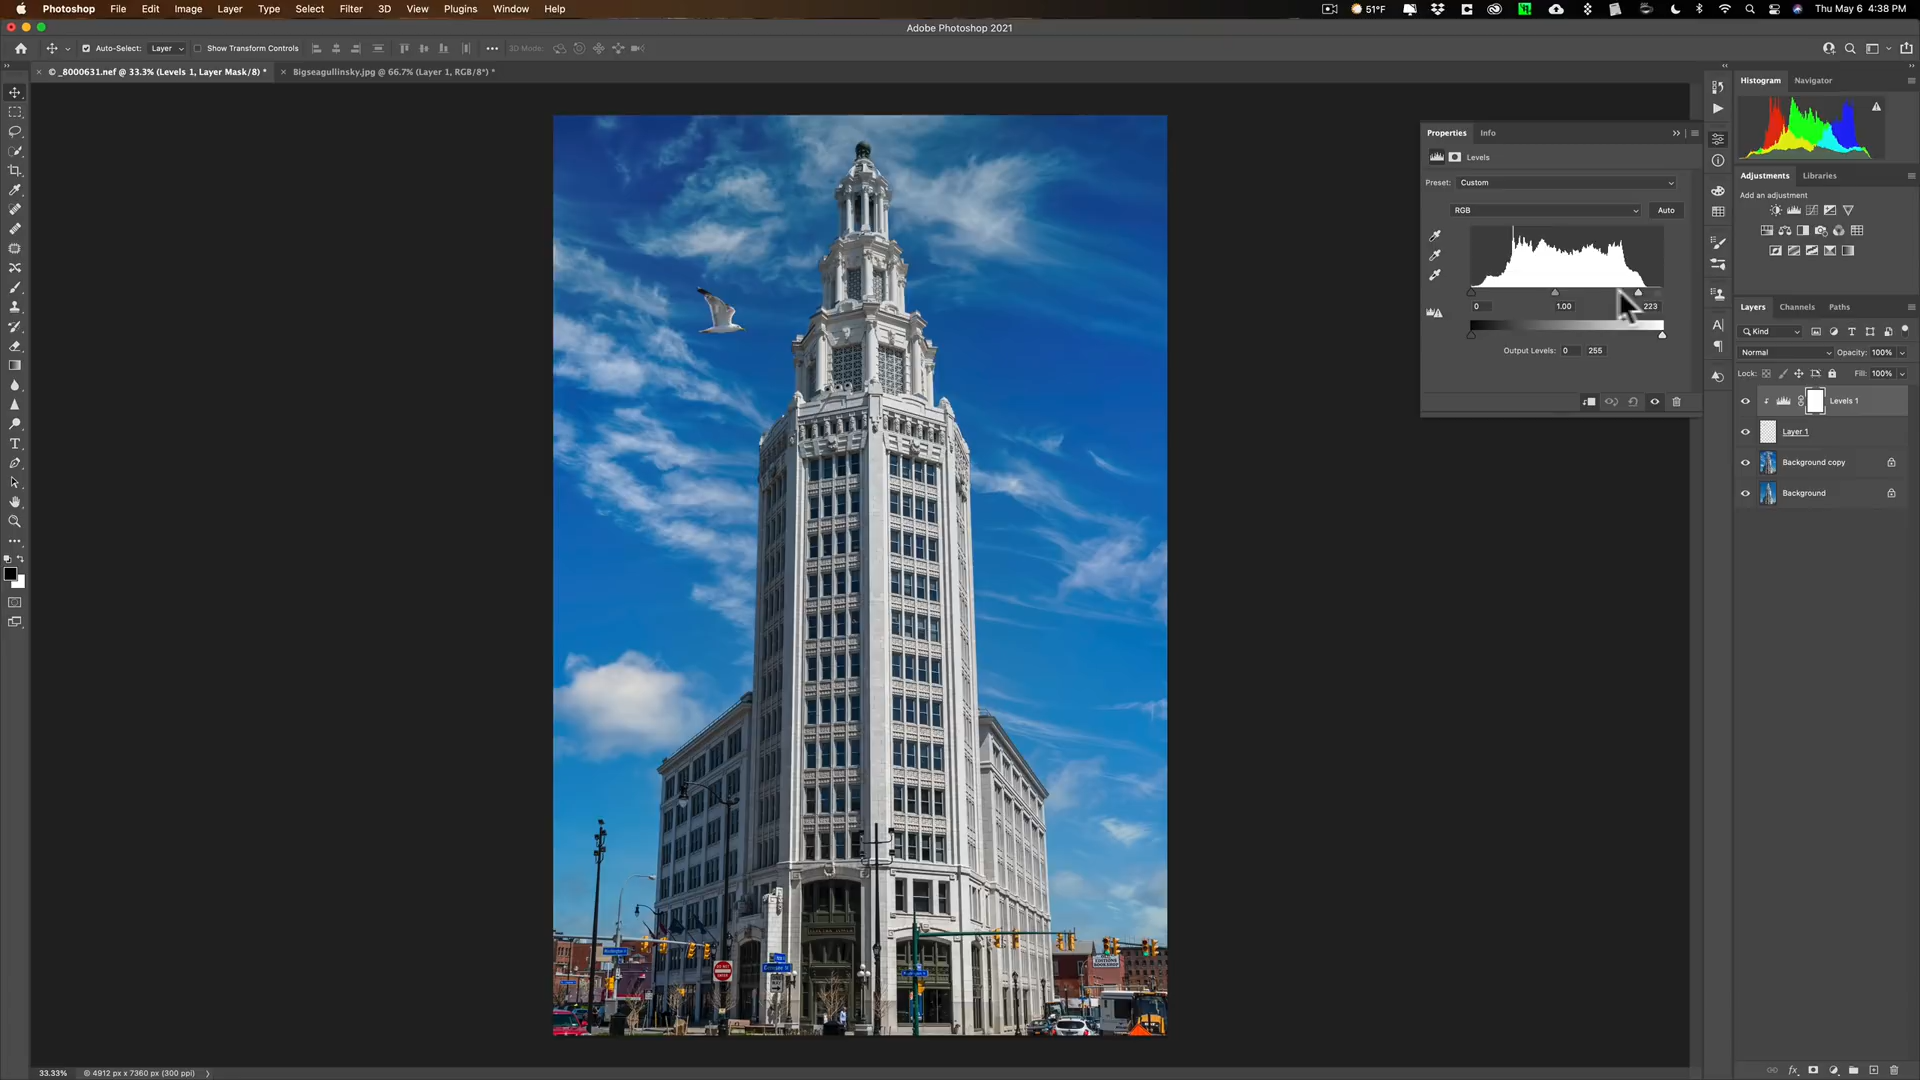 Photoshop File Edit Image Layer Type Select Filter 3D View Plugins Window Help 51°F Thu May 6 4:38 PM
Adobe Photoshop 2021
Auto-Select: Layer Show Transform Controls 3D Mode:
© _8000631.nef @ 33.3% (Levels 1, Layer Mask/8) * Bigseagullinsky.jpg @ 66.7% (Layer 1, RGB/8*) *
Histogram Navigator
Properties Info
Levels
Preset: Custom
RGB Auto
0 1.00 223
Output Levels: 0 255
Adjustments Libraries
Add an adjustment
Layers Channels Paths
Kind
Normal Opacity: 100%
Lock: Fill: 100%
Levels 1
Layer 1
Background copy
Background
DO NOT ENTER
33.33% © 4912 px x 7360 px (300 ppi)